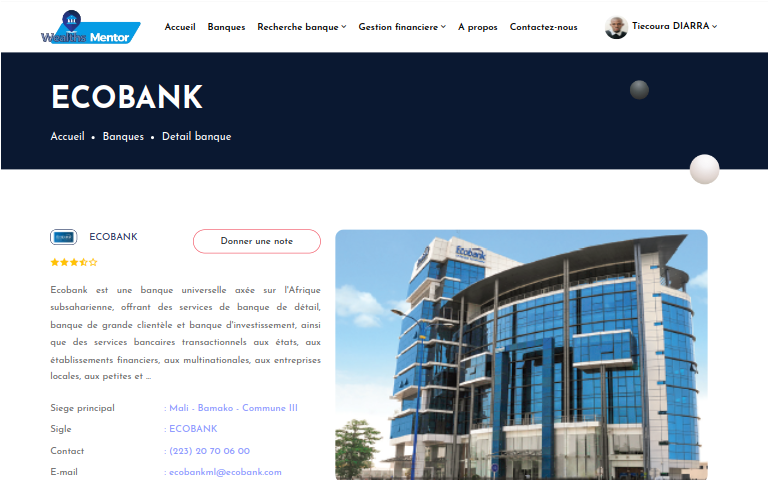 Wealths Mentor
Accueil Banques Recherche banque Gestion financiere A propos Contactez-nous Tiecoura DIARRA
ECOBANK
Accueil • Banques • Detail banque
ECOBANK Donner une note
Ecobank est une banque universelle axée sur l'Afrique
subsaharienne, offrant des services de banque de détail,
banque de grande clientèle et banque d'investissement, ainsi
que des services bancaires transactionnels aux états, aux
établissements financiers, aux multinationales, aux entreprises
locales, aux petites et ...
Siege principal : Mali - Bamako - Commune III
Sigle : ECOBANK
Contact : (223) 20 70 06 00
E-mail : ecobankml@ecobank.com
Ecobank